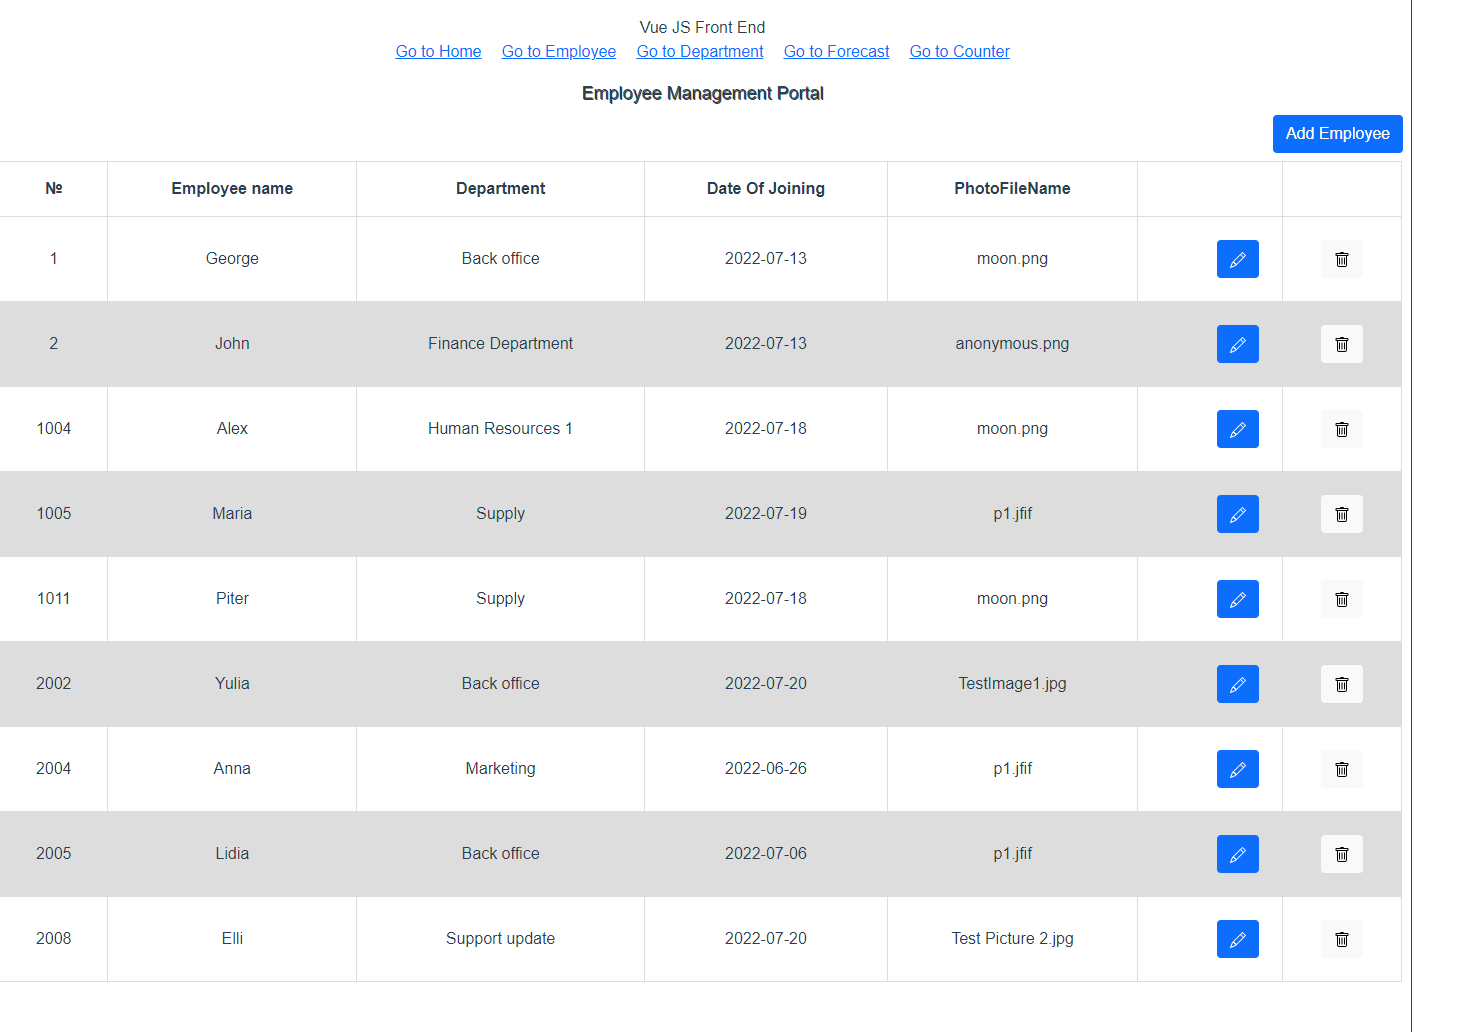 Vue JS Front End
Go to Home Go to Employee Go to Department Go to Forecast Go to Counter
Employee Management Portal
Add Employee
№ Employee name Department Date Of Joining PhotoFileName
1 George Back office 2022-07-13 moon.png
2 John Finance Department 2022-07-13 anonymous.png
1004 Alex Human Resources 1 2022-07-18 moon.png
1005 Maria Supply 2022-07-19 p1.jfif
1011 Piter Supply 2022-07-18 moon.png
2002 Yulia Back office 2022-07-20 TestImage1.jpg
2004 Anna Marketing 2022-06-26 p1.jfif
2005 Lidia Back office 2022-07-06 p1.jfif
2008 Elli Support update 2022-07-20 Test Picture 2.jpg